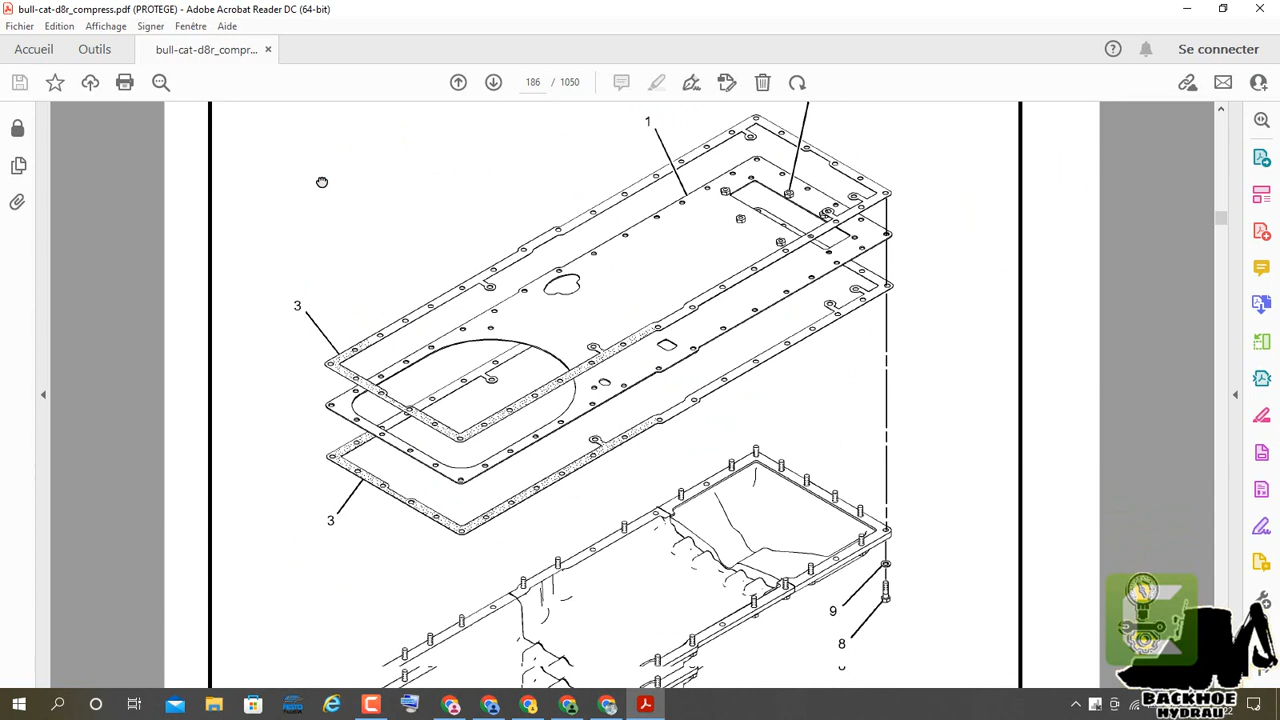 bull-cat-d8r_compress.pdf (PROTEGE) - Adobe Acrobat Reader DC (64-bit)
Fichier Edition Affichage Signer Fenêtre Aide
Accueil Outils bull-cat-d8r_compr... × Se connecter
186 / 1050
1
3
3
9
8
BACKHOE
HYDRAU